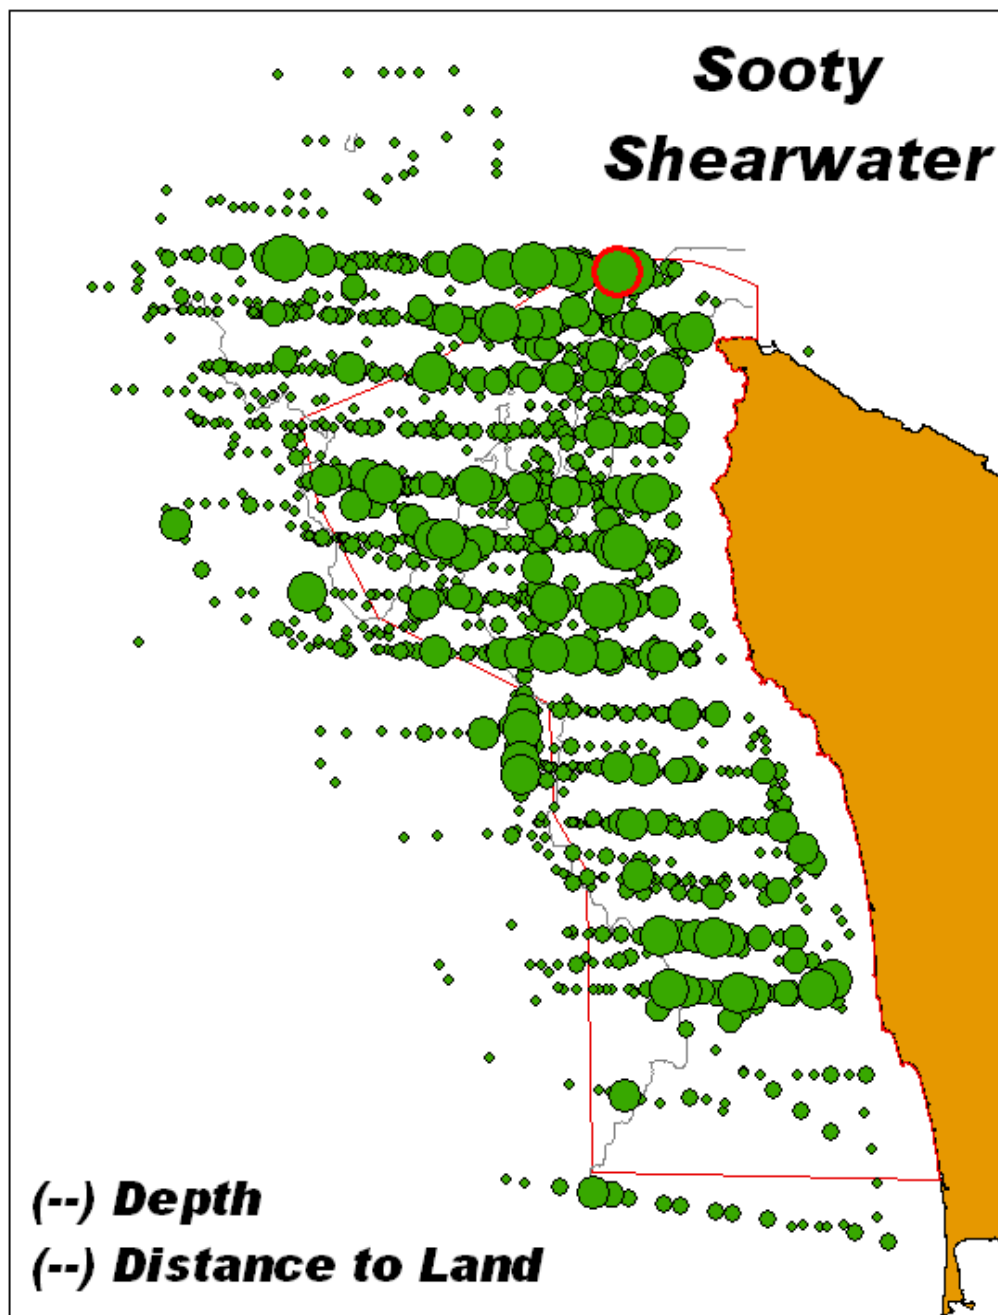 Sooty
Shearwater
(--) Depth
(--) Distance to Land